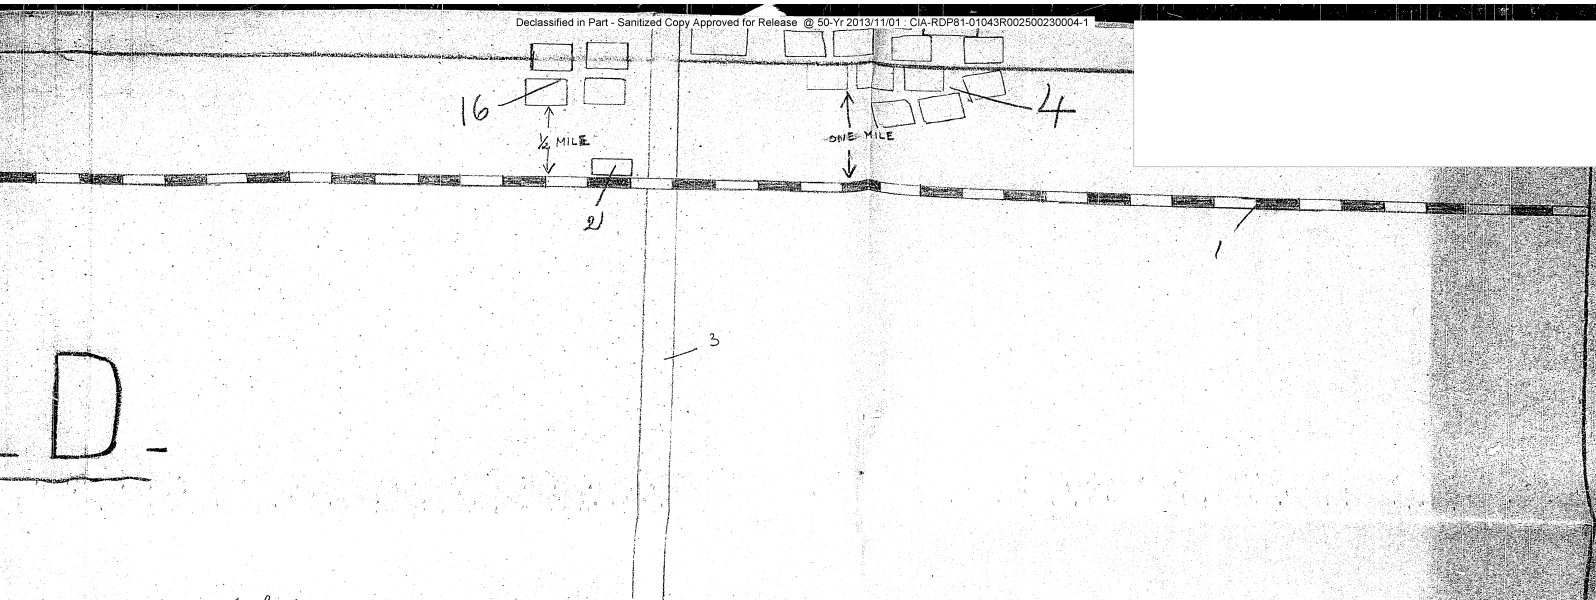 Declassified in Part - Sanitized Copy Approved for Release @ 50-Yr 2013/11/01 : CIA-RDP81-01043R002500230004-1
16
4
½ MILE
ONE MILE
2
1
3
D -